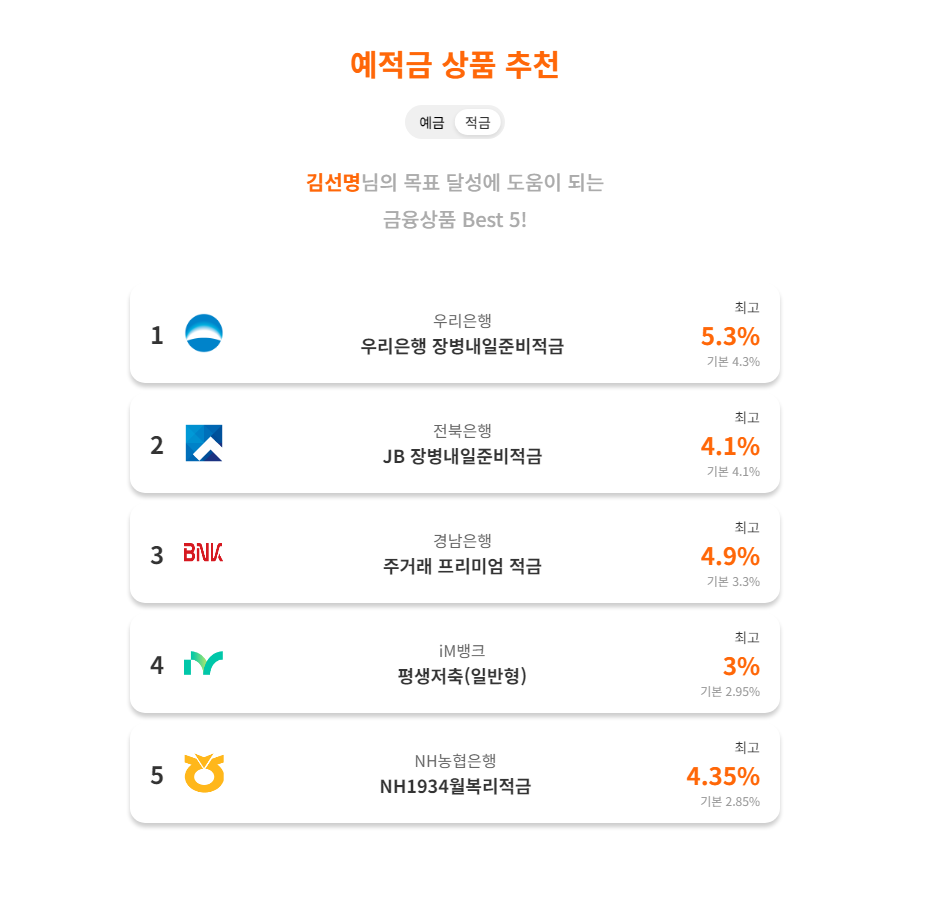 예적금 상품 추천
예금 적금
김선명님의 목표 달성에 도움이 되는
금융상품 Best 5!
1
우리은행
우리은행 장병내일준비적금
최고
5.3%
기본 4.3%
2
전북은행
JB 장병내일준비적금
최고
4.1%
기본 4.1%
3
BNK
경남은행
주거래 프리미엄 적금
최고
4.9%
기본 3.3%
4
iM뱅크
평생저축(일반형)
최고
3%
기본 2.95%
5
NH농협은행
NH1934월복리적금
최고
4.35%
기본 2.85%